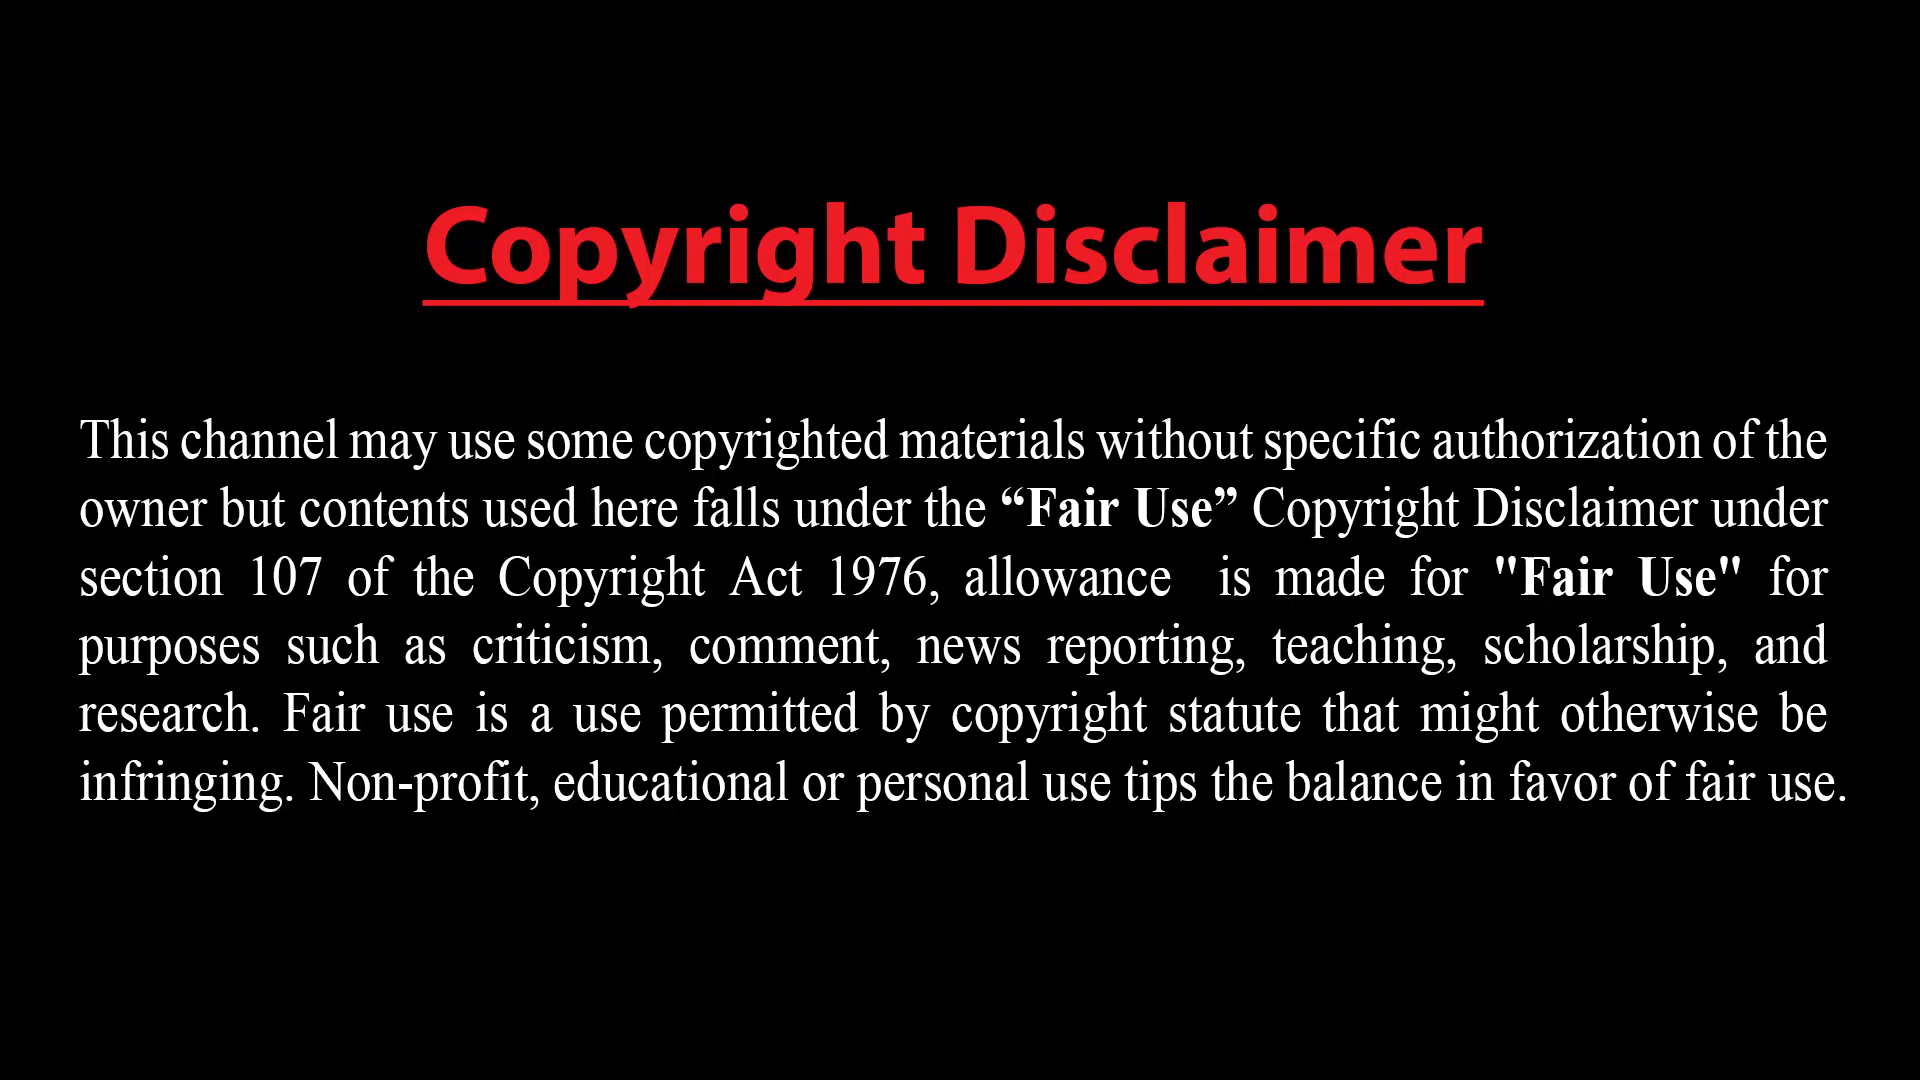 Copyright Disclaimer
This channel may use some copyrighted materials without specific authorization of the
owner but contents used here falls under the “Fair Use” Copyright Disclaimer under
section 107 of the Copyright Act 1976, allowance is made for "Fair Use" for
purposes such as criticism, comment, news reporting, teaching, scholarship, and
research. Fair use is a use permitted by copyright statute that might otherwise be
infringing. Non-profit, educational or personal use tips the balance in favor of fair use.